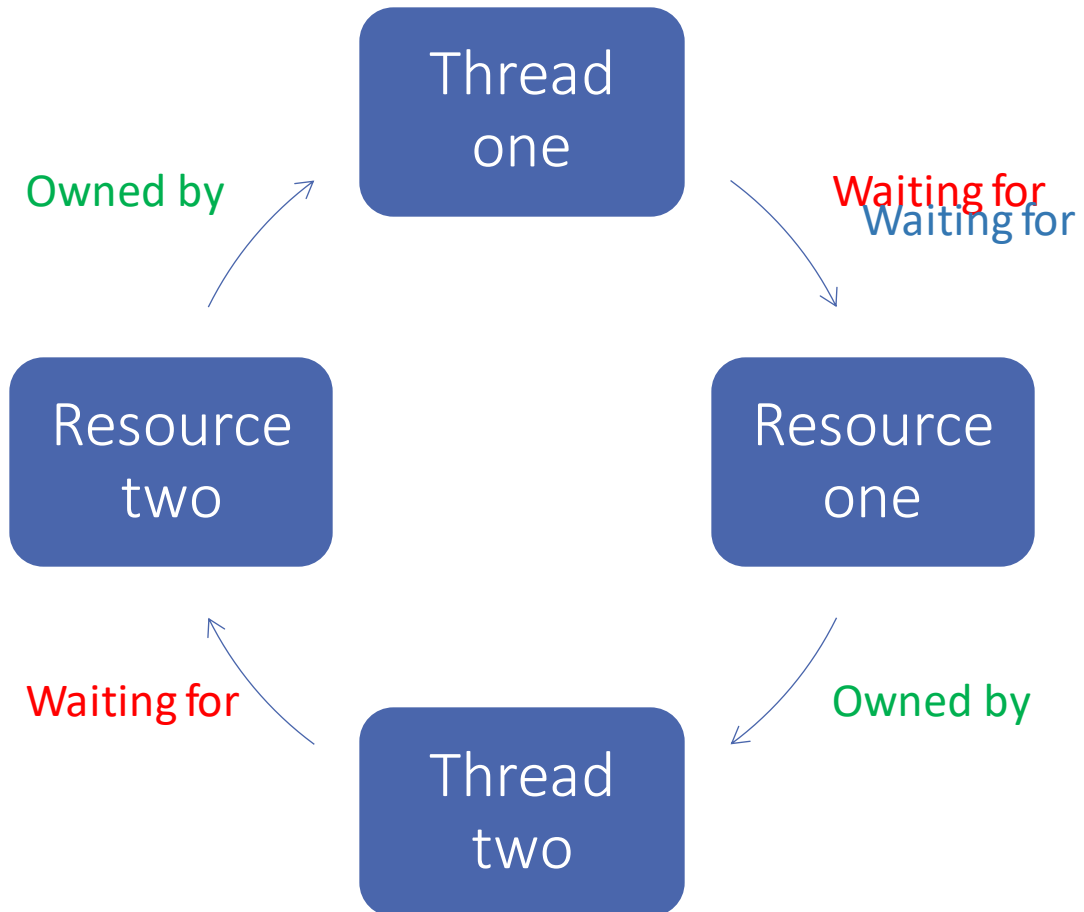 Thread
one
Owned by
Waiting for
Waiting for
Resource
two
Resource
one
Waiting for
Owned by
Thread
two